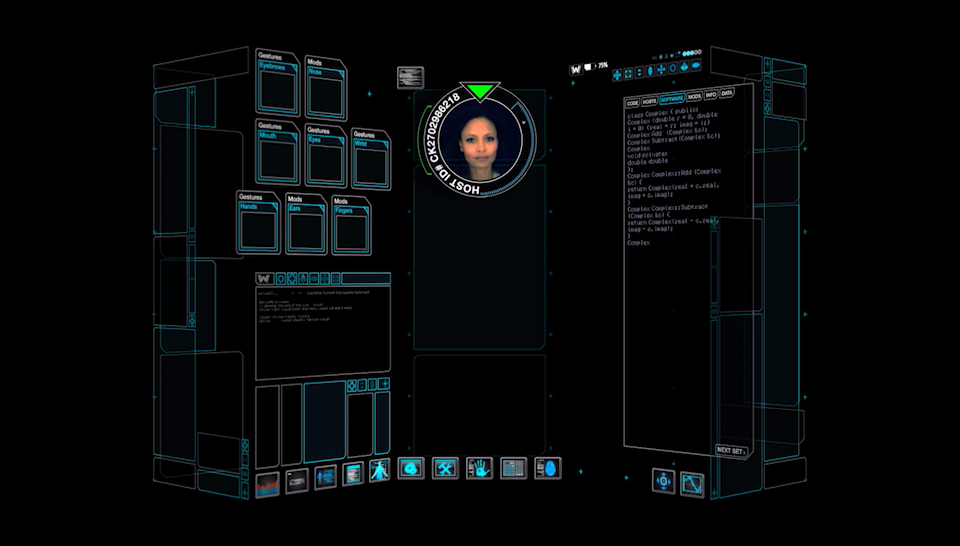 Gestures
Eyebrows
Mods
Nose
Gestures
Mouth
Gestures
Eyes
Gestures
Wrist
Gestures
Hands
Mods
Ears
Mods
Fingers
W
HOST ID# CK2702986218
W
75%
CODE
HOSTS
SOFTWARE
MODS
INFO
DATA
class Complex { public:
Complex (double r = 0, double
i = 0) {real = r; imag = i;}
Complex Add (Complex &c);
Complex Subtract(Complex &c);
Complex
void private:
double double
};
Complex Complex::Add (Complex
&c) {
return Complex(real + c.real,
imag + c.imag);
}
Complex Complex::Subtract
(Complex &c) {
return Complex(real - c.real,
imag - c.imag);
}
Complex
NEXT SET